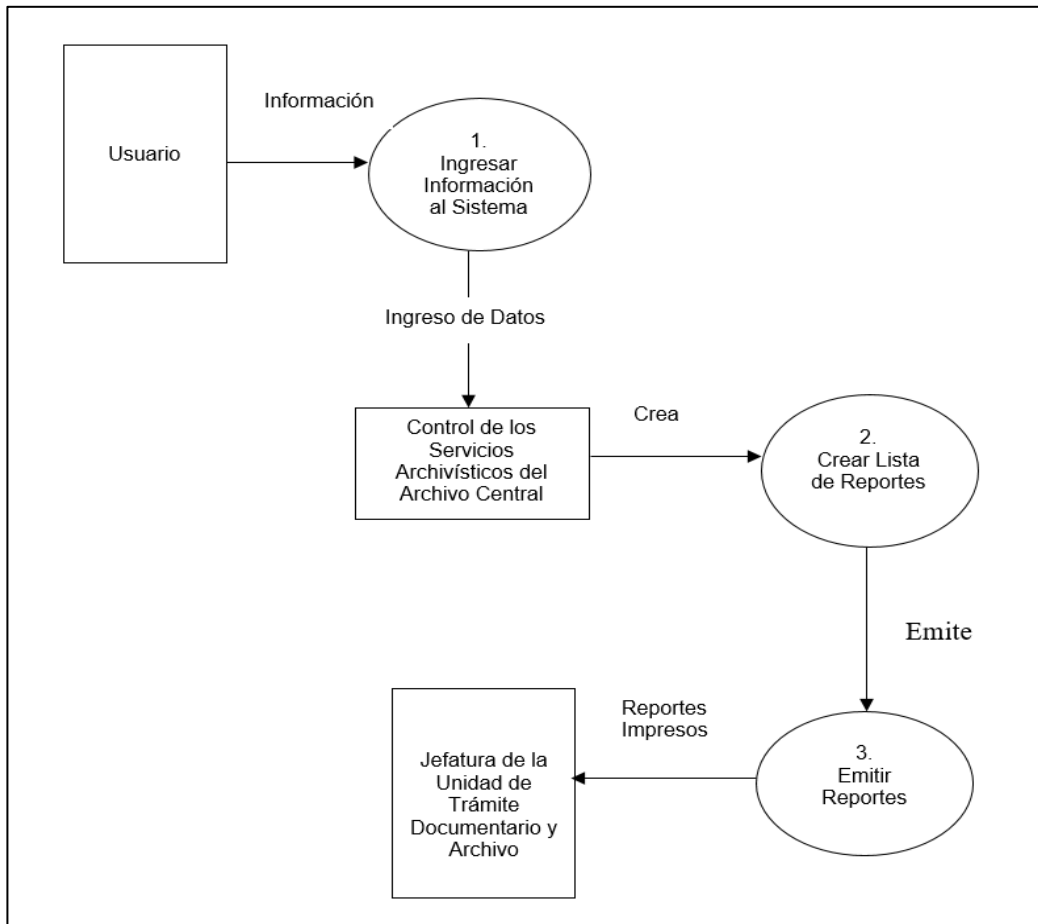 Información
Usuario
1.
Ingresar
Información
al Sistema
Ingreso de Datos
Control de los
Servicios
Archivísticos del
Archivo Central
Crea
2.
Crear Lista
de Reportes
Emite
Reportes
Impresos
3.
Emitir
Reportes
Jefatura de la
Unidad de
Trámite
Documentario y
Archivo